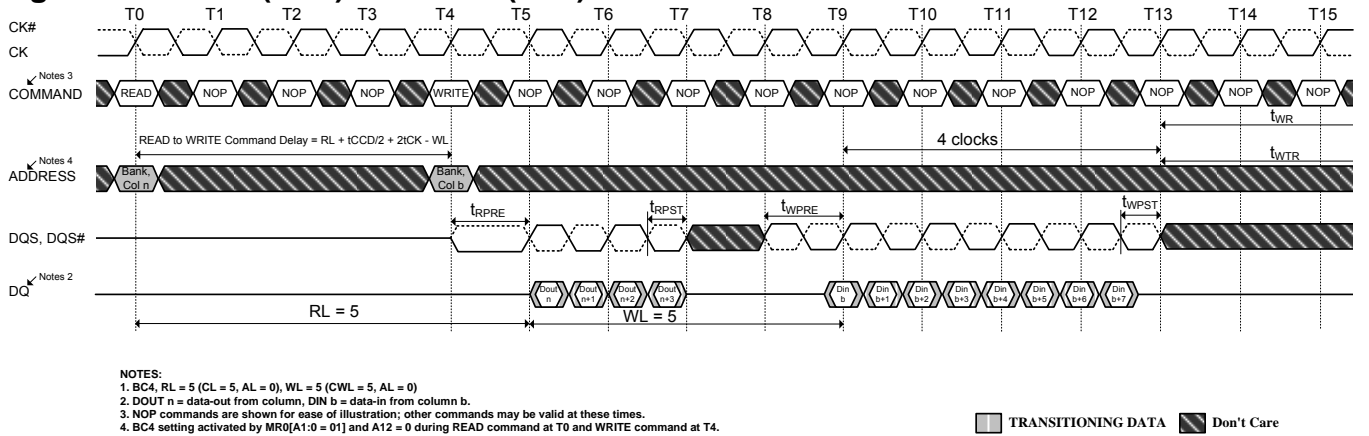 T0 T1 T2 T3 T4 T5 T6 T7 T8 T9 T10 T11 T12 T13 T14 T15
CK#
CK
Notes 3
COMMAND READ NOP NOP NOP WRITE NOP NOP NOP NOP NOP NOP NOP NOP NOP NOP NOP
tWR
READ to WRITE Command Delay = RL + tCCD/2 + 2tCK - WL
4 clocks
tWTR
Notes 4
ADDRESS
Bank, Col n
Bank, Col b
tRPRE tRPST tWPRE tWPST
DQS, DQS#
Notes 2
DQ
Dout n
Dout n+1
Dout n+2
Dout n+3
Din b
Din b+1
Din b+2
Din b+3
Din b+4
Din b+5
Din b+6
Din b+7
RL = 5 WL = 5
NOTES:
1. BC4, RL = 5 (CL = 5, AL = 0), WL = 5 (CWL = 5, AL = 0)
2. DOUT n = data-out from column, DIN b = data-in from column b.
3. NOP commands are shown for ease of illustration; other commands may be valid at these times.
4. BC4 setting activated by MR0[A1:0 = 01] and A12 = 0 during READ command at T0 and WRITE command at T4.
TRANSITIONING DATA Don't Care